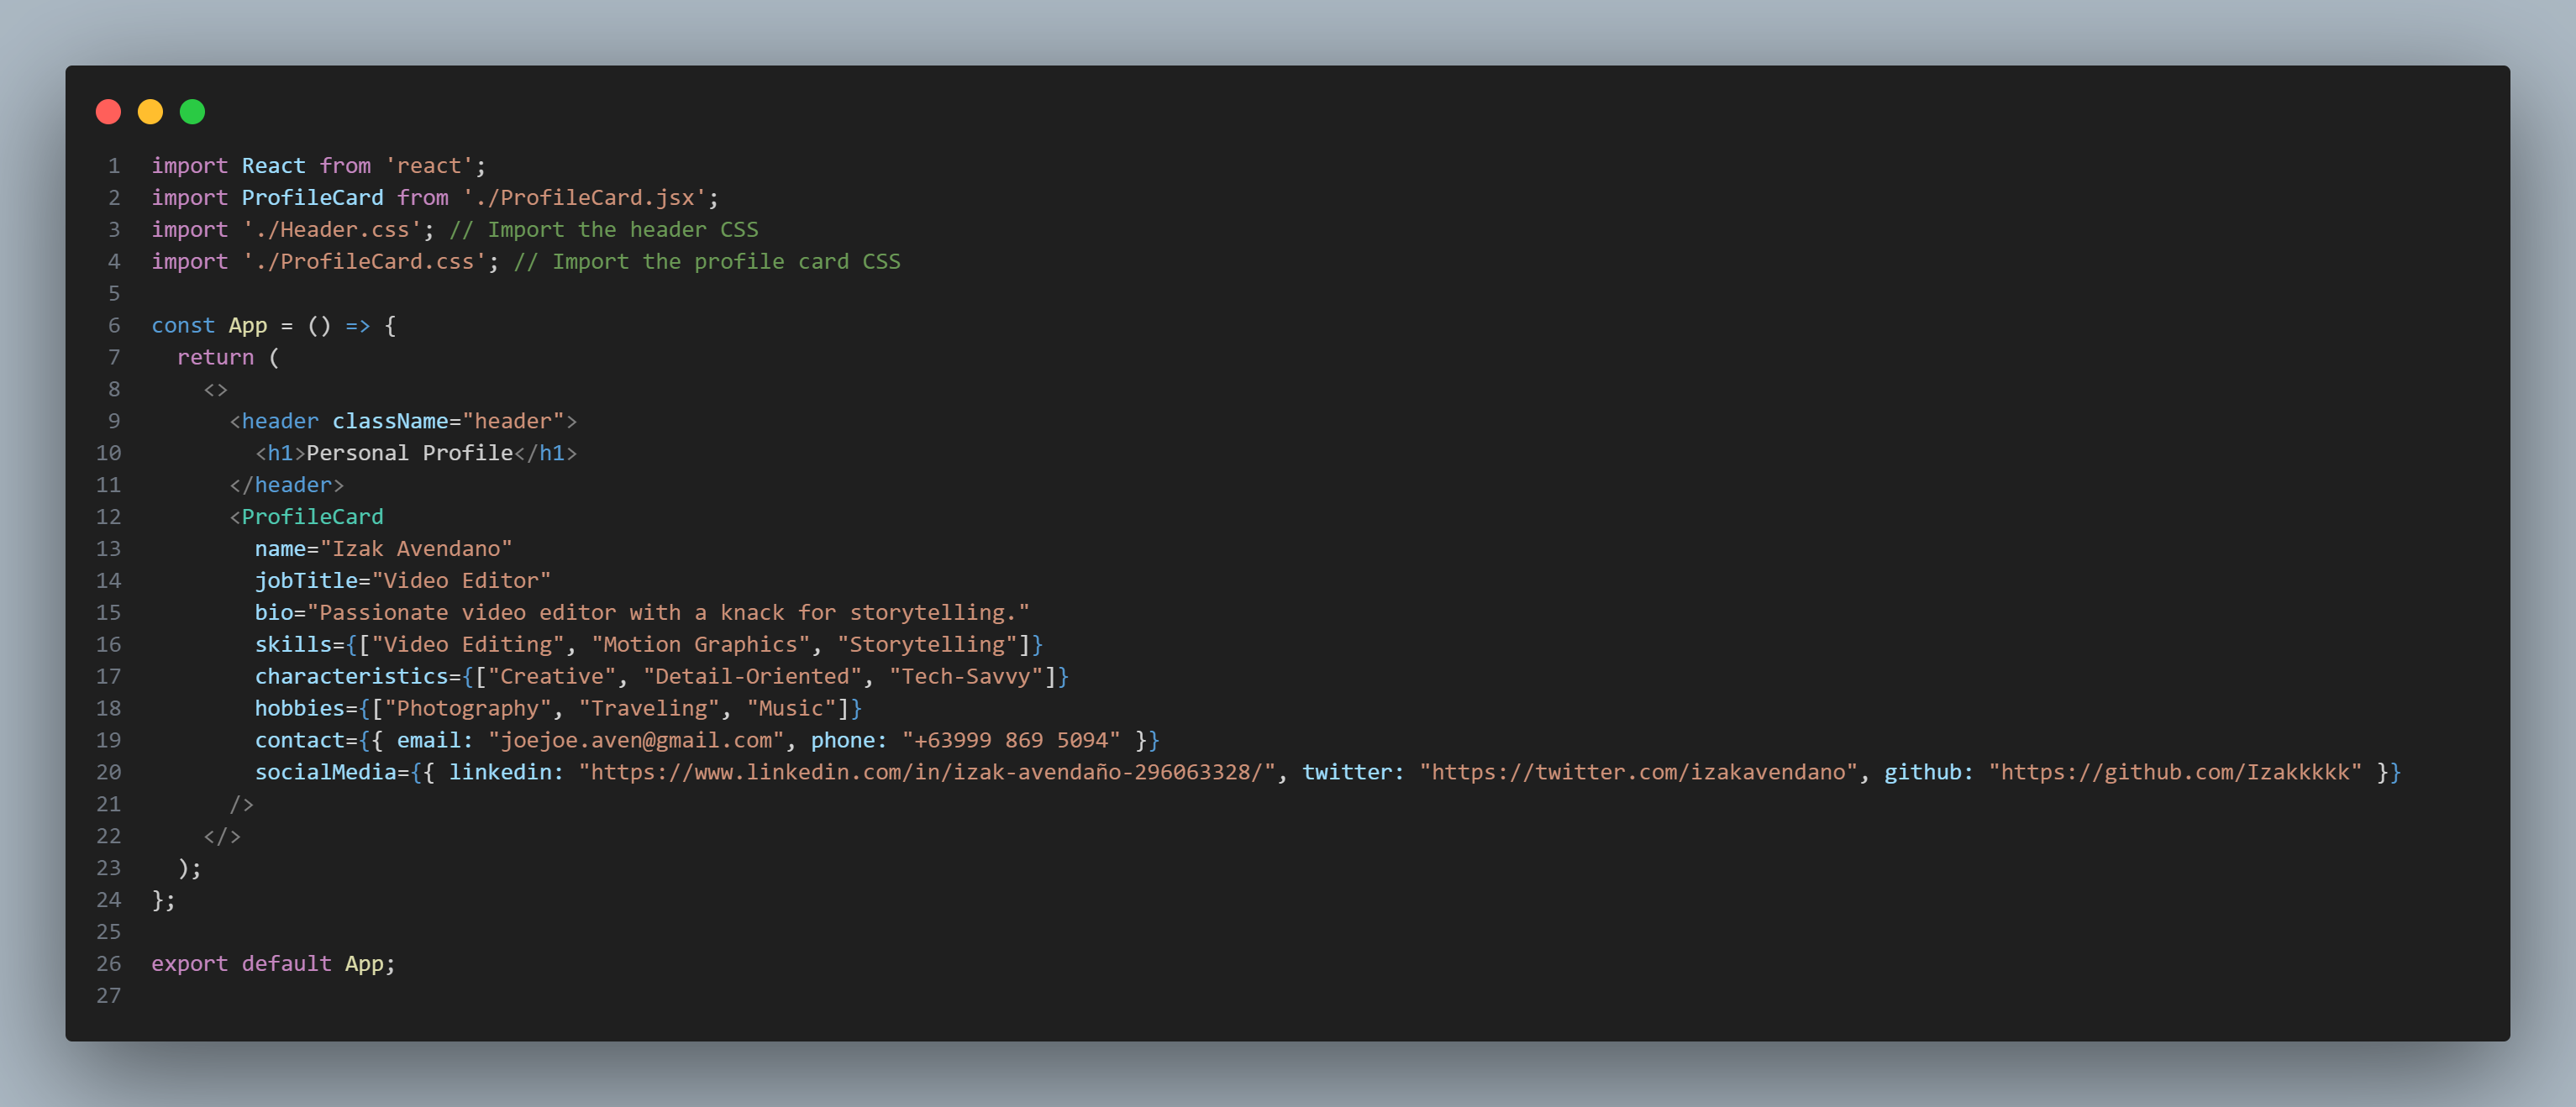 1 import React from 'react';
2 import ProfileCard from './ProfileCard.jsx';
3 import './Header.css'; // Import the header CSS
4 import './ProfileCard.css'; // Import the profile card CSS
5
6 const App = () => {
7   return (
8     <>
9       <header className="header">
10         <h1>Personal Profile</h1>
11       </header>
12       <ProfileCard
13         name="Izak Avendano"
14         jobTitle="Video Editor"
15         bio="Passionate video editor with a knack for storytelling."
16         skills={["Video Editing", "Motion Graphics", "Storytelling"]}
17         characteristics={["Creative", "Detail-Oriented", "Tech-Savvy"]}
18         hobbies={["Photography", "Traveling", "Music"]}
19         contact={{ email: "joejoe.aven@gmail.com", phone: "+63999 869 5094" }}
20         socialMedia={{ linkedin: "https://www.linkedin.com/in/izak-avendaño-296063328/", twitter: "https://twitter.com/izakavendano", github: "https://github.com/Izakkkkk" }}
21       />
22     </>
23   );
24 };
25
26 export default App;
27